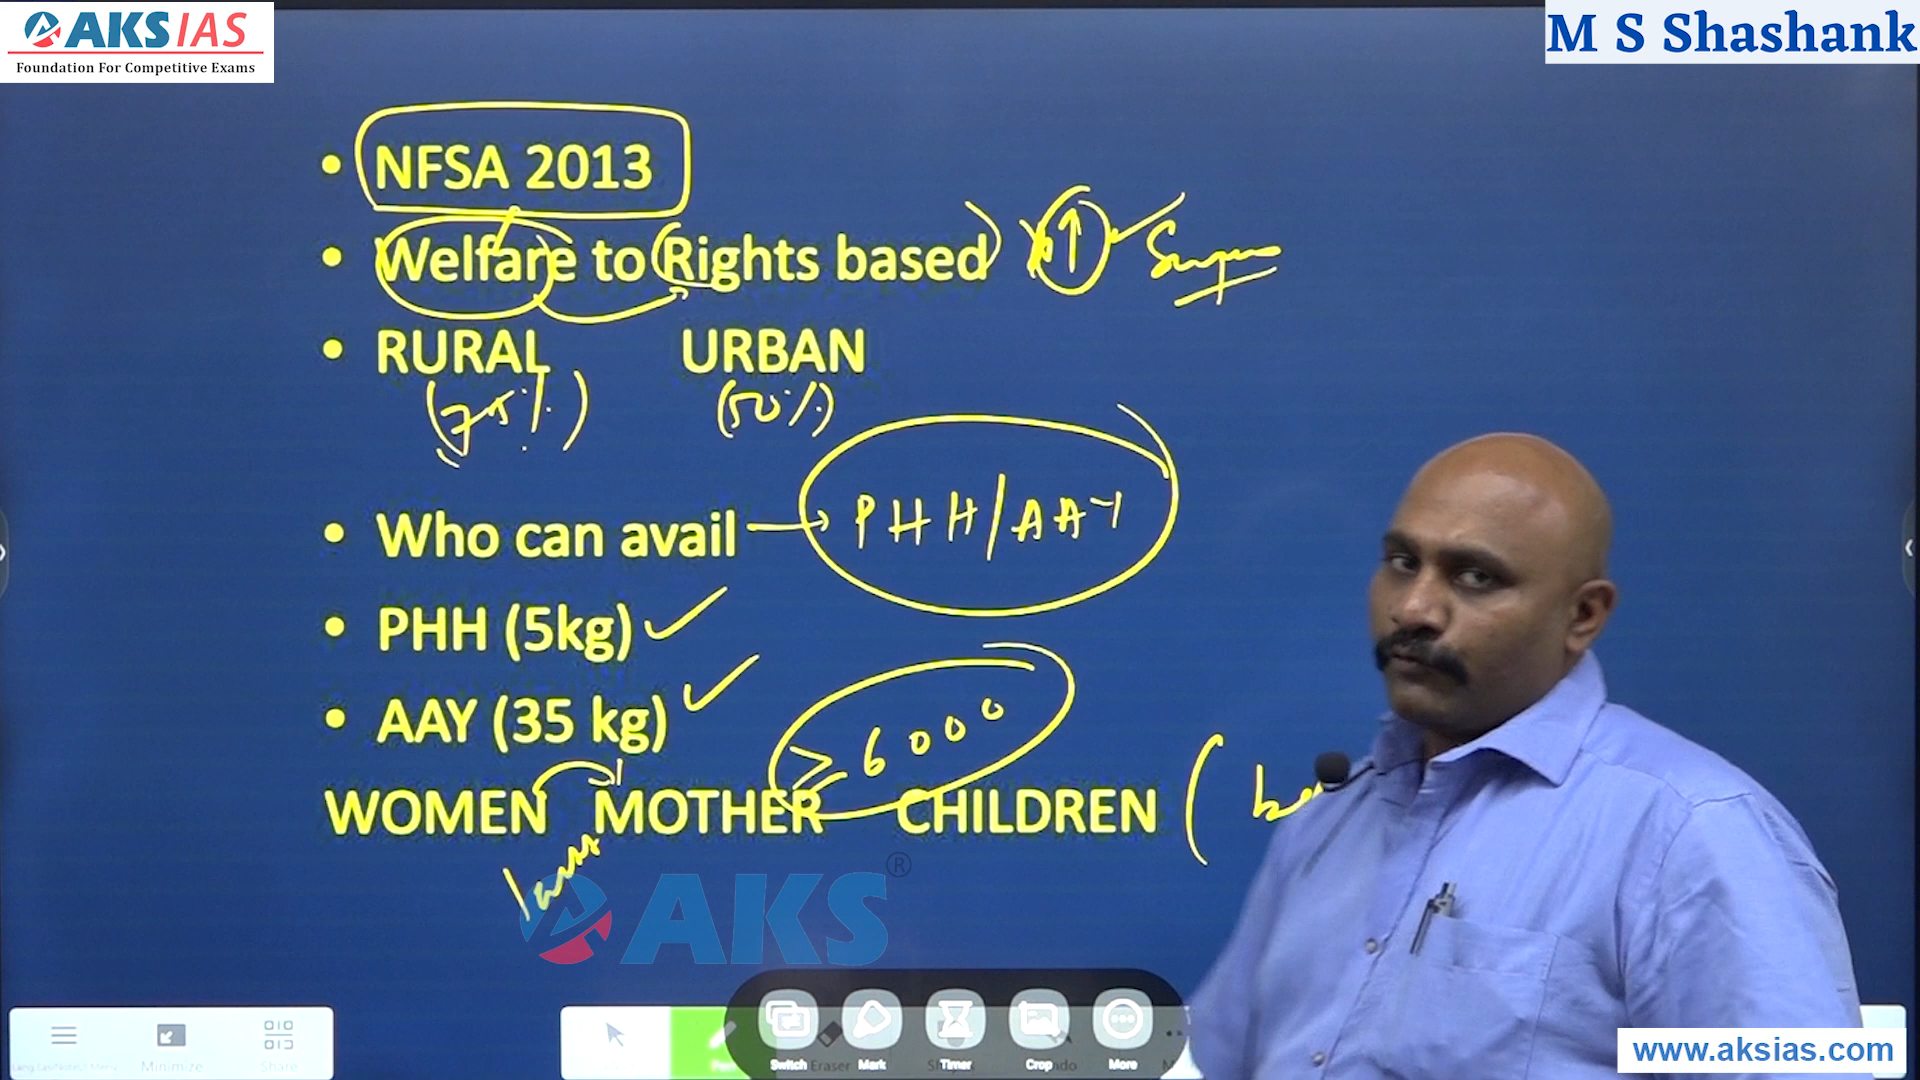 AKS IAS
Foundation For Competitive Exams
M S Shashank
• NFSA 2013
• Welfare to Rights based
• RURAL URBAN
(75%) (50%)
• Who can avail → PHH/AAY
• PHH (5kg)
• AAY (35 kg)
≥ 6000
WOMEN MOTHER CHILDREN
AKS ®
Switch Mark Timer Crop More
Minimize Share Pen Eraser
www.aksias.com